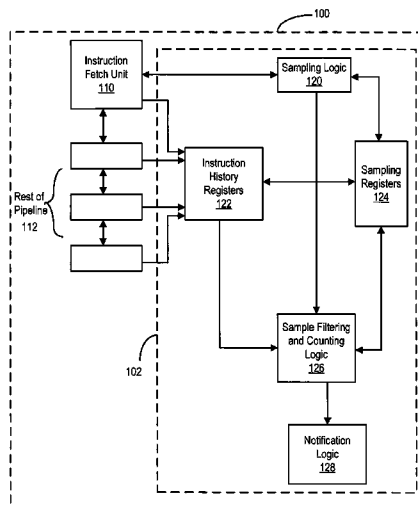 100
Instruction
Fetch Unit
110
Sampling Logic
120
Instruction
History
Registers
122
Sampling
Registers
124
Rest of
Pipeline
112
102
Sample Filtering
and Counting
Logic
126
Notification
Logic
128